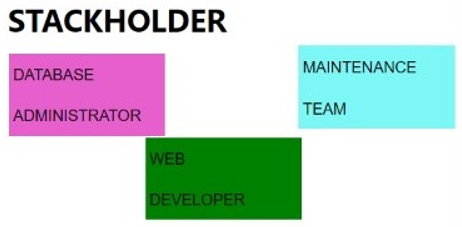 STACKHOLDER
DATABASE
ADMINISTRATOR
MAINTENANCE
TEAM
WEB
DEVELOPER